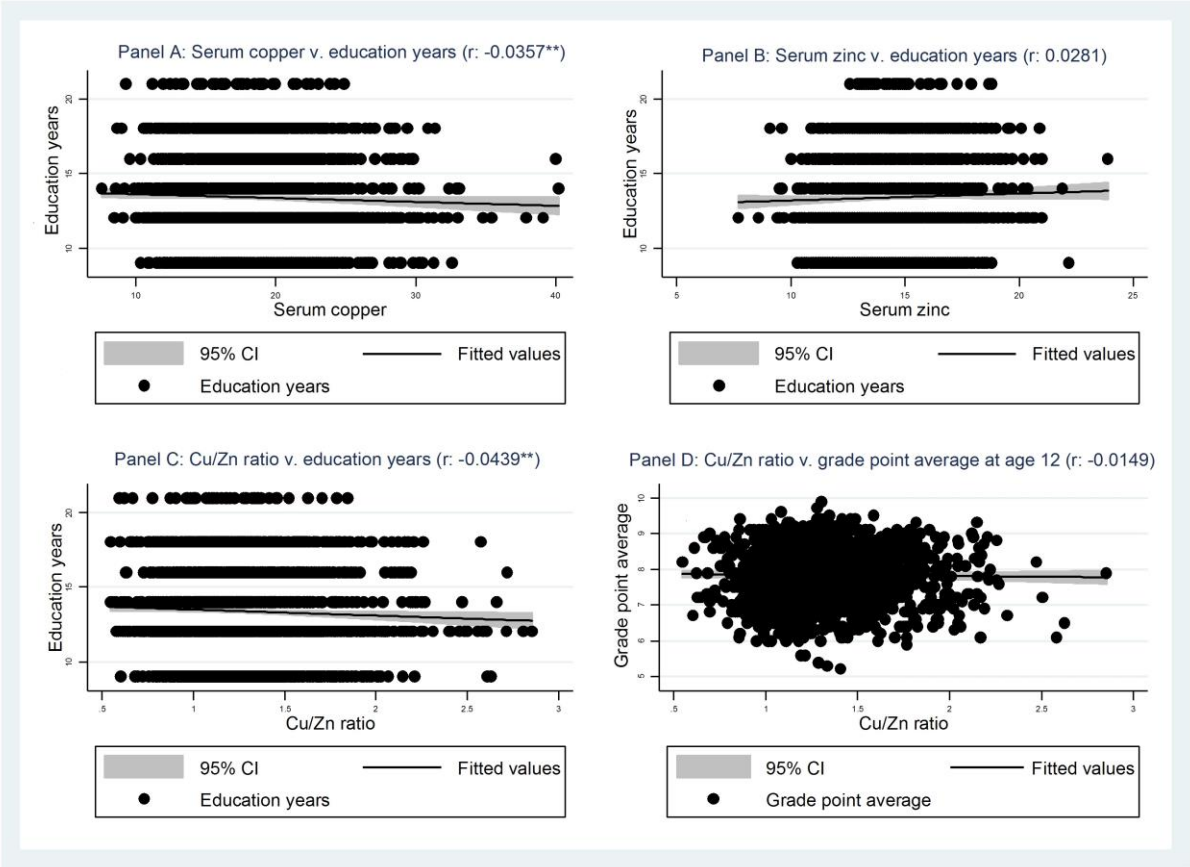 Panel A: Serum copper v. education years (r: -0.0357**)
Education years
20
15
10
10
20
30
40
Serum copper
95% CI
Fitted values
Education years
Panel B: Serum zinc v. education years (r: 0.0281)
Education years
20
15
10
5
10
15
20
25
Serum zinc
95% CI
Fitted values
Education years
Panel C: Cu/Zn ratio v. education years (r: -0.0439**)
Education years
20
15
10
.5
1
1.5
2
2.5
3
Cu/Zn ratio
95% CI
Fitted values
Education years
Panel D: Cu/Zn ratio v. grade point average at age 12 (r: -0.0149)
Grade point average
10
9
8
7
6
5
.5
1
1.5
2
2.5
3
Cu/Zn ratio
95% CI
Fitted values
Grade point average